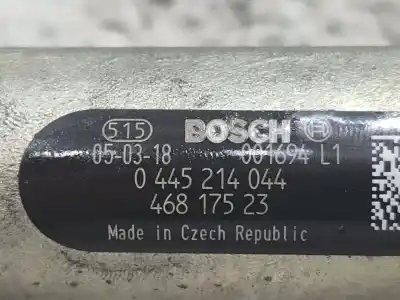 515 BOSCH
05-03-18 001694 L1
0 445 214 044
468 175 23
Made in Czech Republic